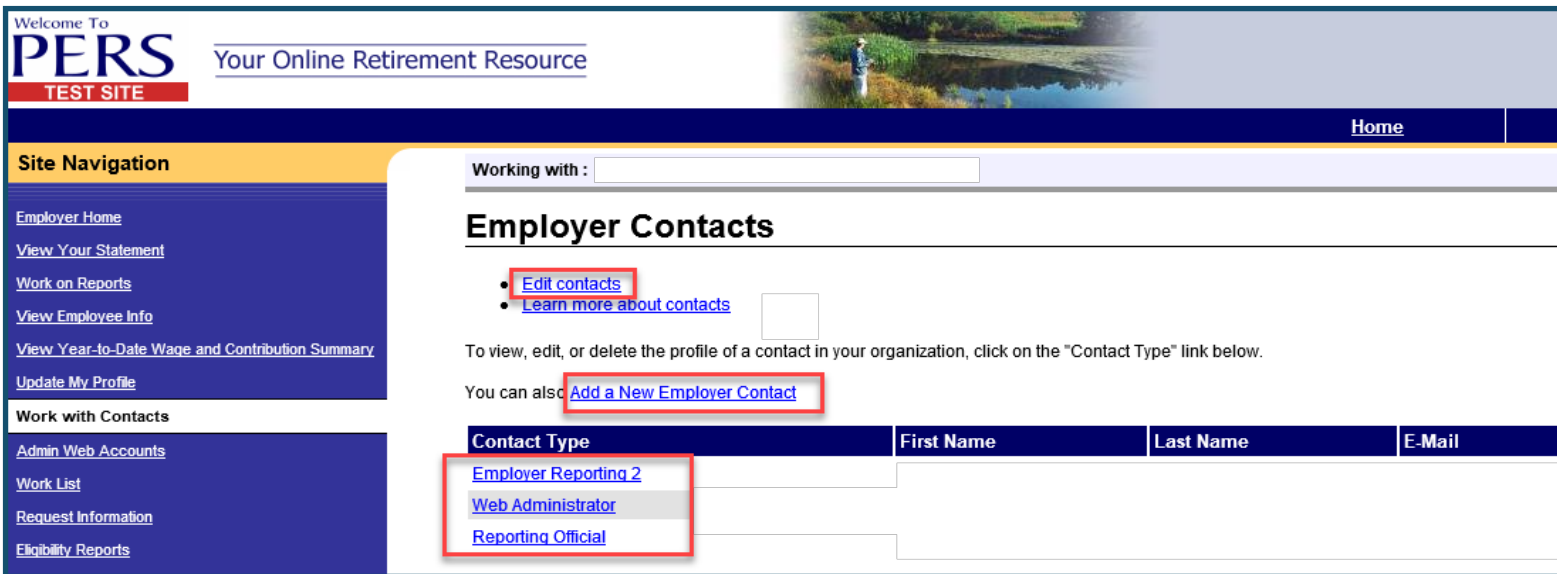 Welcome To
PERS
TEST SITE
Your Online Retirement Resource
Home
Site Navigation
Employer Home
View Your Statement
Work on Reports
View Employee Info
View Year-to-Date Wage and Contribution Summary
Update My Profile
Work with Contacts
Admin Web Accounts
Work List
Request Information
Eligibility Reports
Working with :
Employer Contacts
• Edit contacts
• Learn more about contacts
To view, edit, or delete the profile of a contact in your organization, click on the "Contact Type" link below.
You can also Add a New Employer Contact
Contact Type First Name Last Name E-Mail
Employer Reporting 2
Web Administrator
Reporting Official